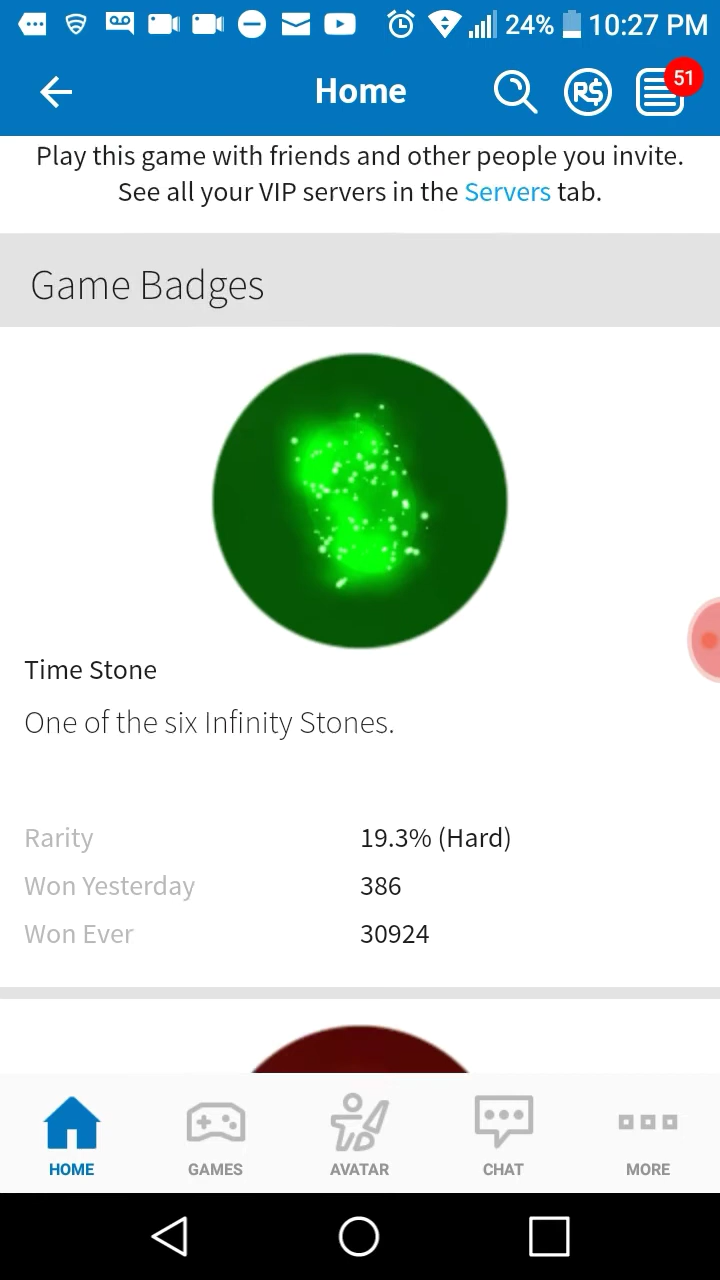 24% 10:27 PM
Home
R$
51
Play this game with friends and other people you invite.
See all your VIP servers in the Servers tab.
Game Badges
Time Stone
One of the six Infinity Stones.
Rarity 19.3% (Hard)
Won Yesterday 386
Won Ever 30924
HOME GAMES AVATAR CHAT MORE